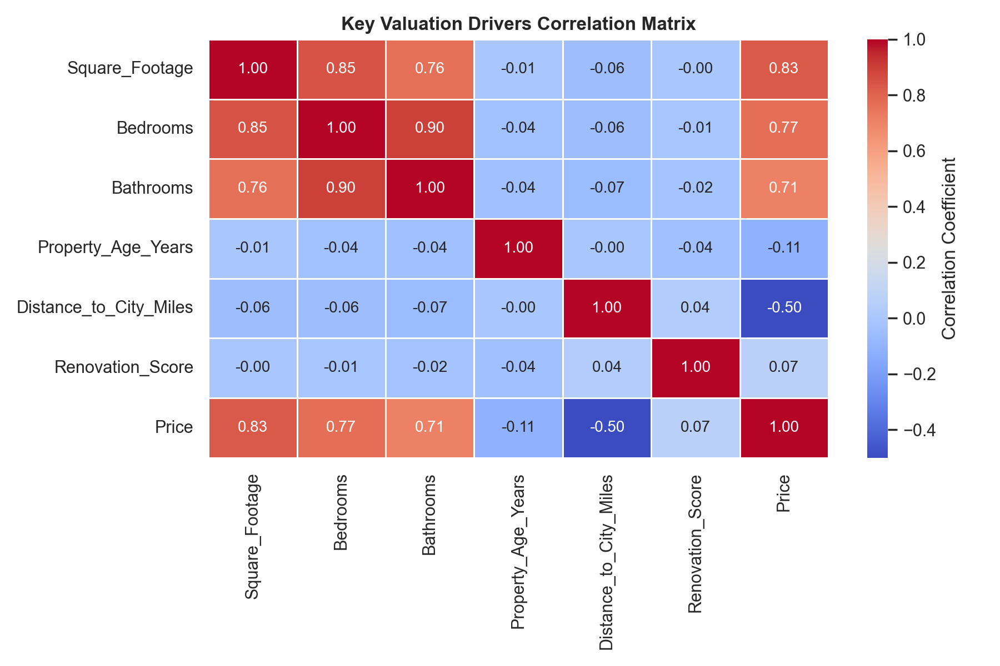 Key Valuation Drivers Correlation Matrix
Square_Footage 1.00 0.85 0.76 -0.01 -0.06 -0.00 0.83
Bedrooms 0.85 1.00 0.90 -0.04 -0.06 -0.01 0.77
Bathrooms 0.76 0.90 1.00 -0.04 -0.07 -0.02 0.71
Property_Age_Years -0.01 -0.04 -0.04 1.00 -0.00 -0.04 -0.11
Distance_to_City_Miles -0.06 -0.06 -0.07 -0.00 1.00 0.04 -0.50
Renovation_Score -0.00 -0.01 -0.02 -0.04 0.04 1.00 0.07
Price 0.83 0.77 0.71 -0.11 -0.50 0.07 1.00
Square_Footage
Bedrooms
Bathrooms
Property_Age_Years
Distance_to_City_Miles
Renovation_Score
Price
1.0
0.8
0.6
0.4
0.2
0.0
−0.2
−0.4
Correlation Coefficient